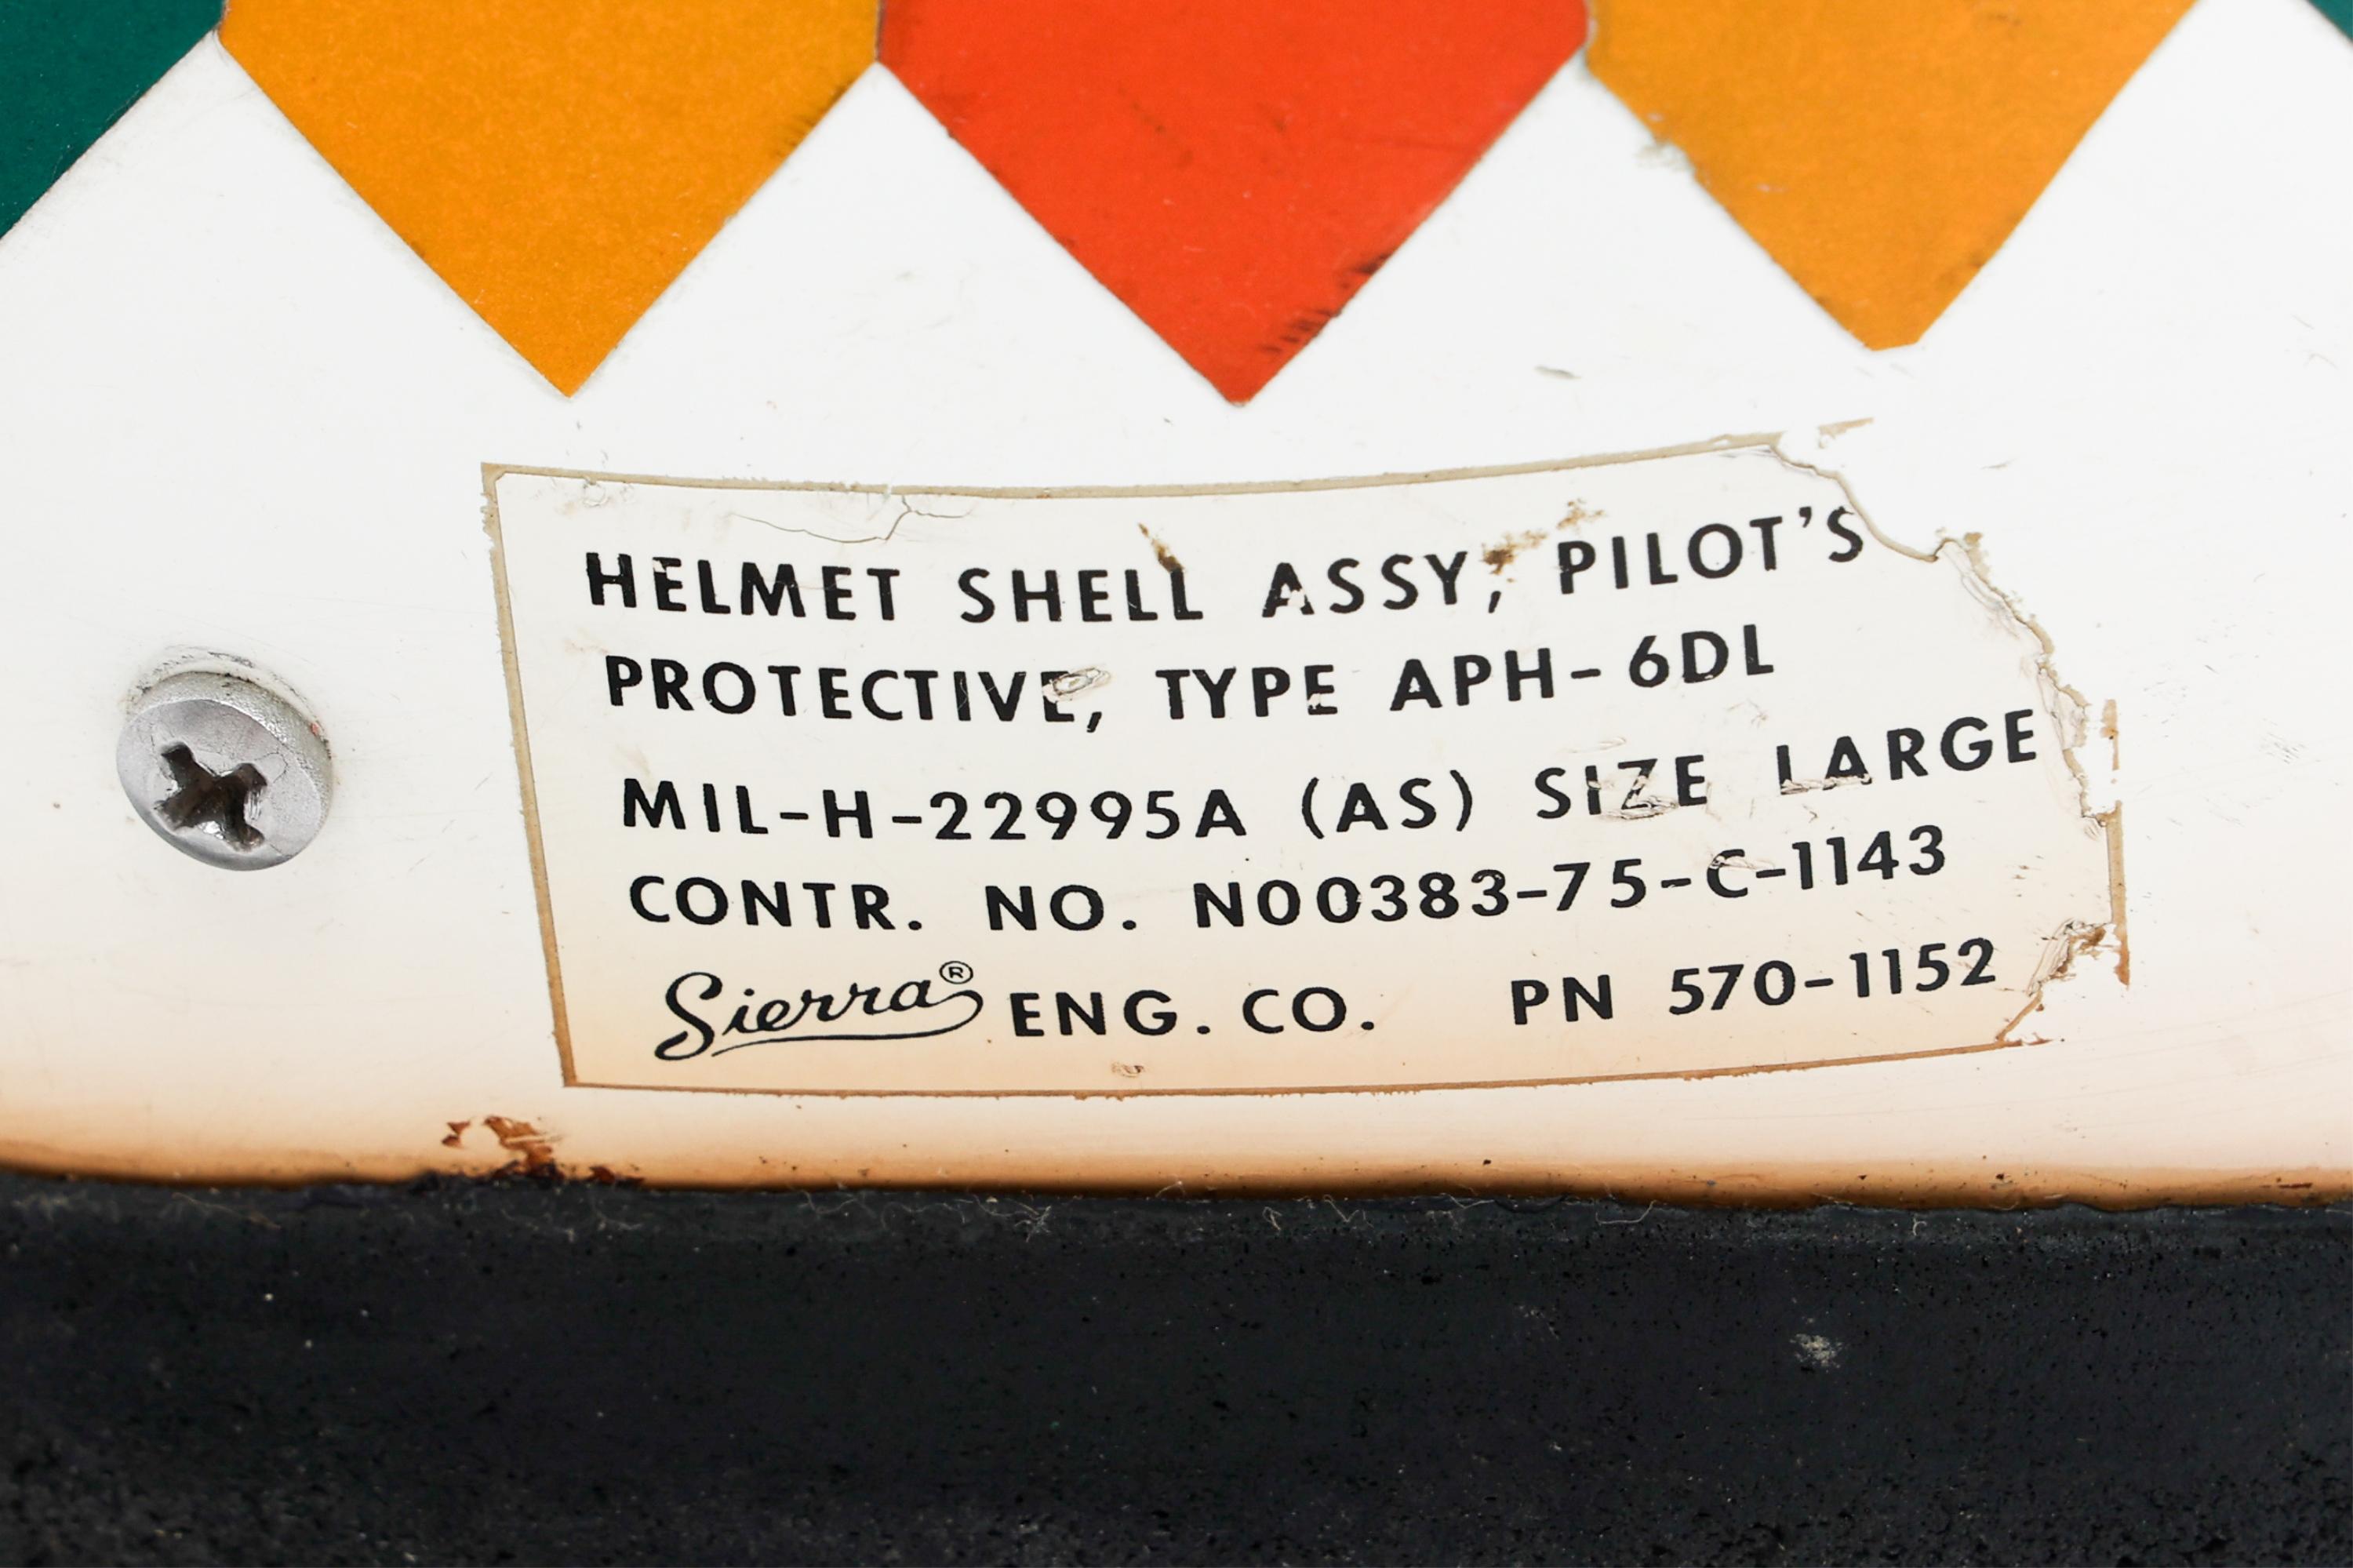 HELMET SHELL ASSY, PILOT'S
PROTECTIVE, TYPE APH-6DL
MIL-H-22995A (AS) SIZE LARGE
CONTR. NO. N00383-75-C-1143
Sierra® ENG. CO. PN 570-1152